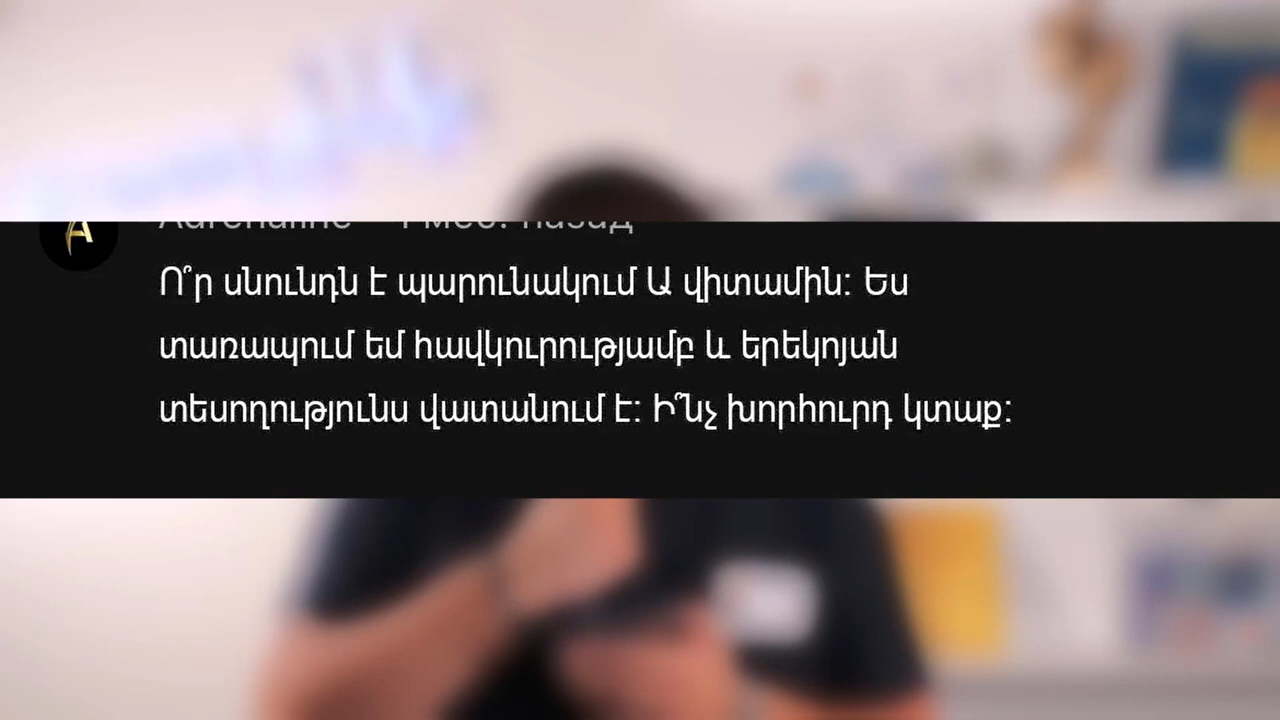 Ո՞ր սնունդն է պարունակում Ա վիտամին: Ես
տառապում եմ հավկուրությամբ և երեկոյան
տեսողությունս վատանում է: Ի՞նչ խորհուրդ կտաք: